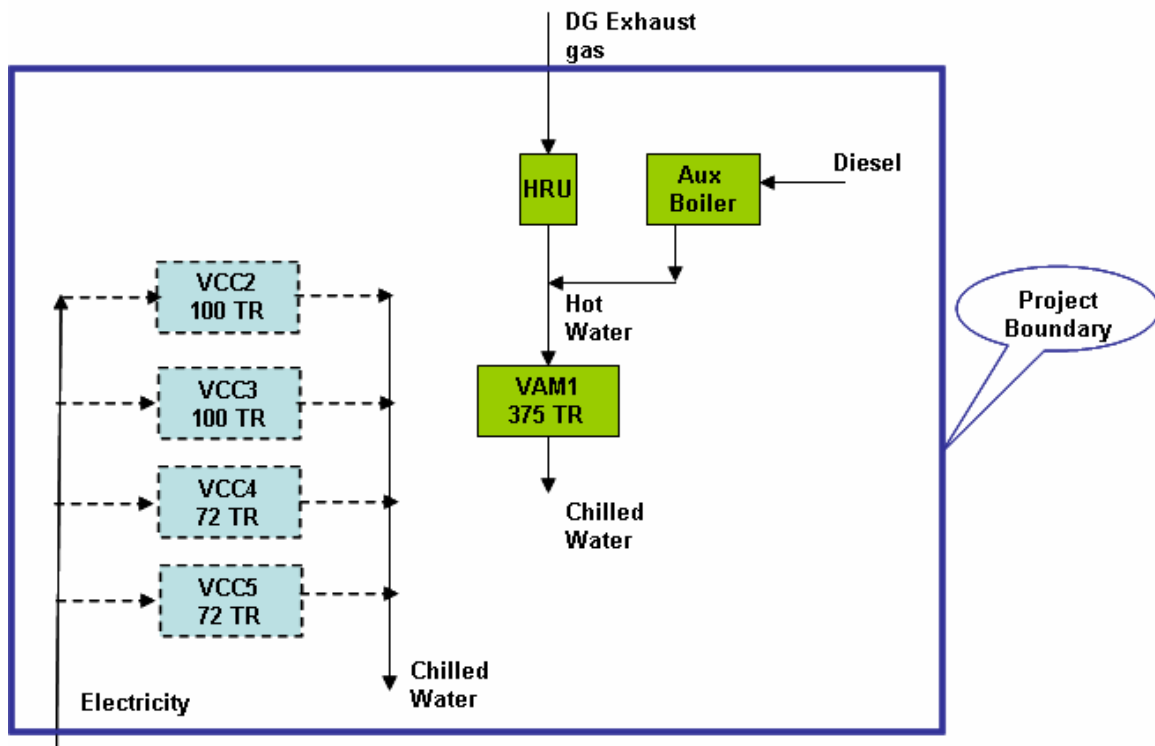 DG Exhaust
gas
HRU
Aux
Boiler
Diesel
VCC2
100 TR
Hot
Water
Project
Boundary
VCC3
100 TR
VAM1
375 TR
VCC4
72 TR
Chilled
Water
VCC5
72 TR
Chilled
Water
Electricity